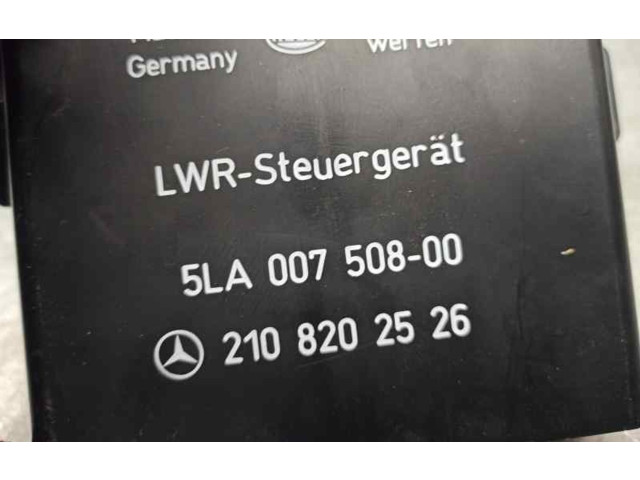 Germany
LWR-Steuergerät
5LA 007 508-00
210 820 25 26